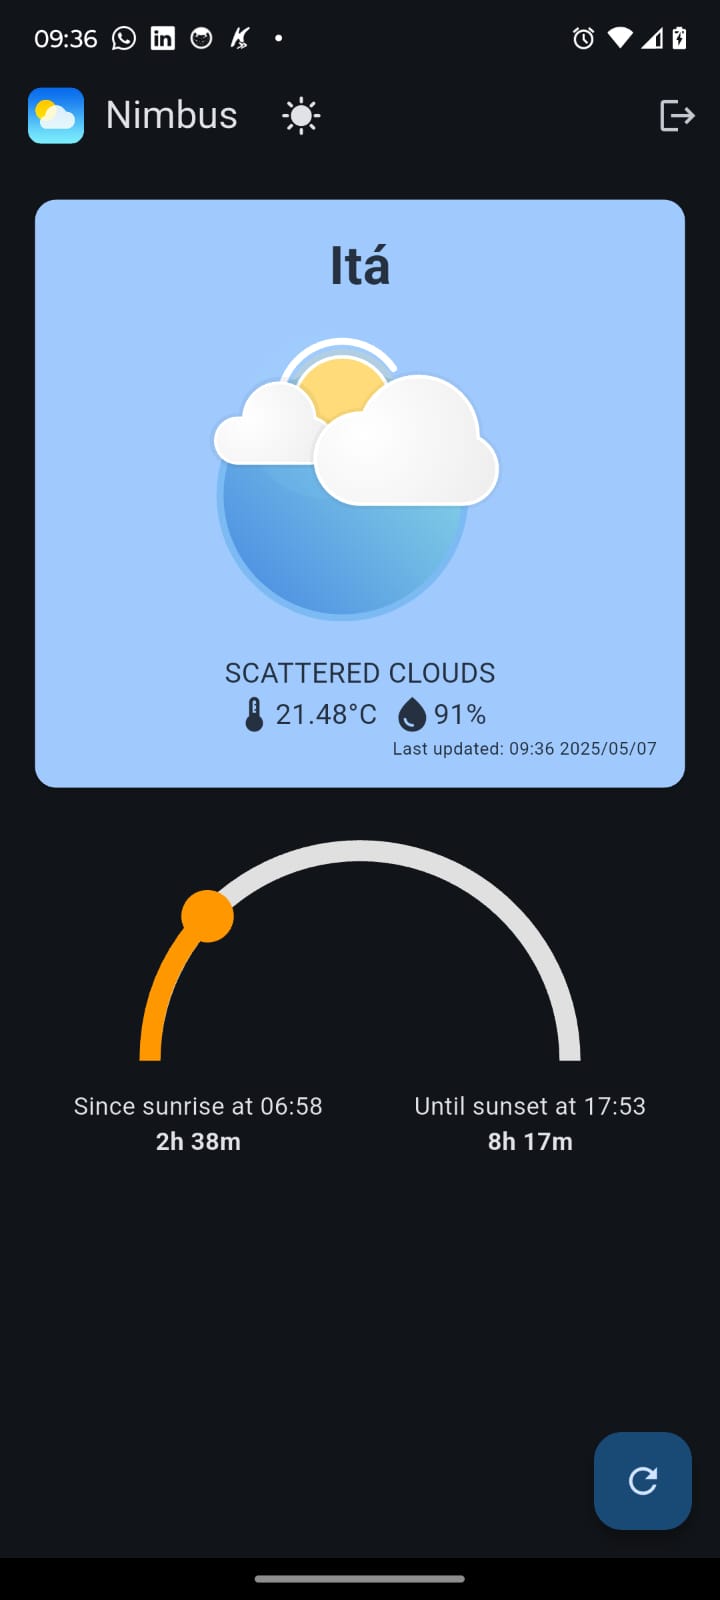 09:36
Nimbus
Itá
SCATTERED CLOUDS
21.48°C 91%
Last updated: 09:36 2025/05/07
Since sunrise at 06:58 Until sunset at 17:53
2h 38m 8h 17m